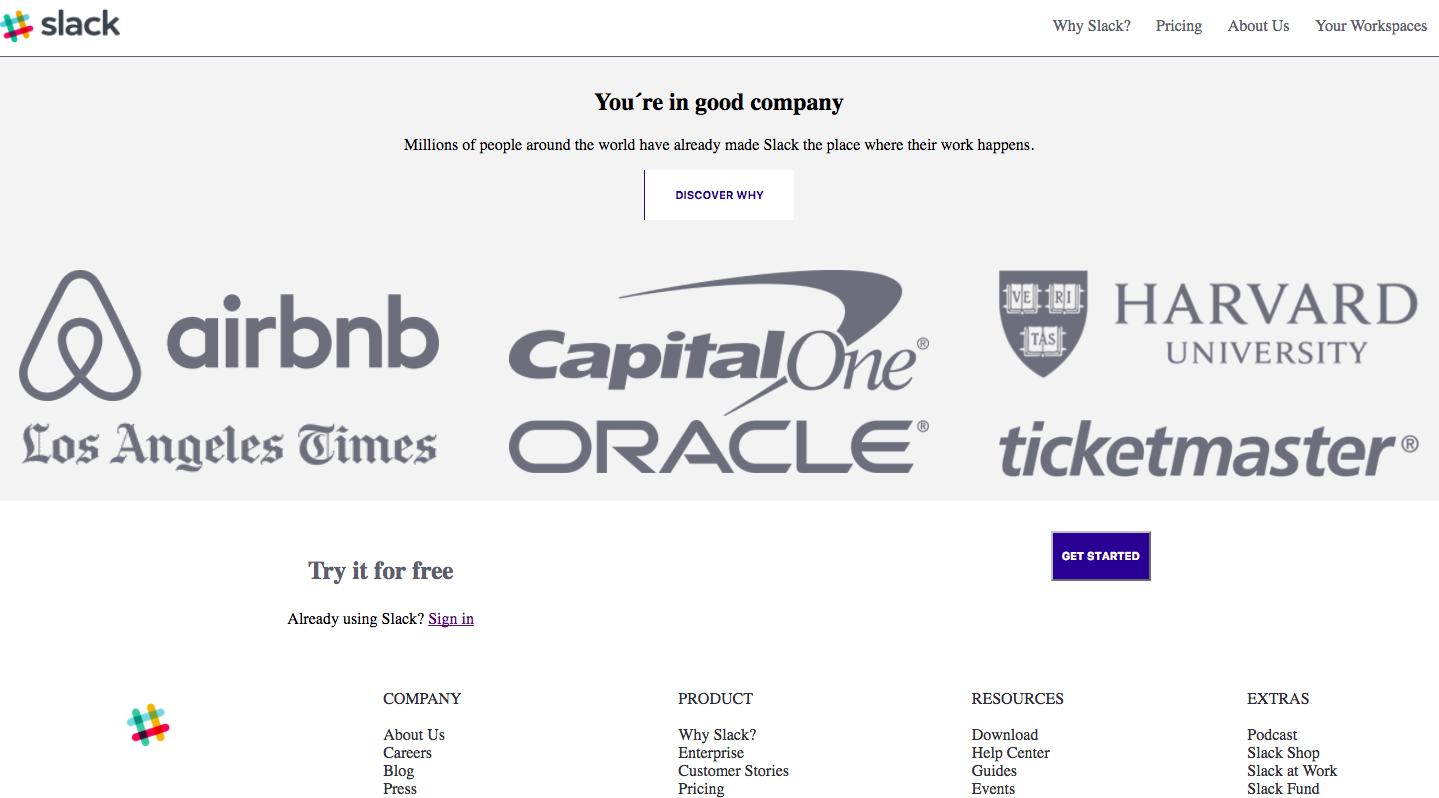 slack
Why Slack? Pricing About Us Your Workspaces
You´re in good company
Millions of people around the world have already made Slack the place where their work happens.
DISCOVER WHY
airbnb
CapitalOne®
VE RI TAS
HARVARD
UNIVERSITY
Los Angeles Times
ORACLE®
ticketmaster®
Try it for free
GET STARTED
Already using Slack? Sign in
COMPANY
About Us
Careers
Blog
Press
PRODUCT
Why Slack?
Enterprise
Customer Stories
Pricing
RESOURCES
Download
Help Center
Guides
Events
EXTRAS
Podcast
Slack Shop
Slack at Work
Slack Fund